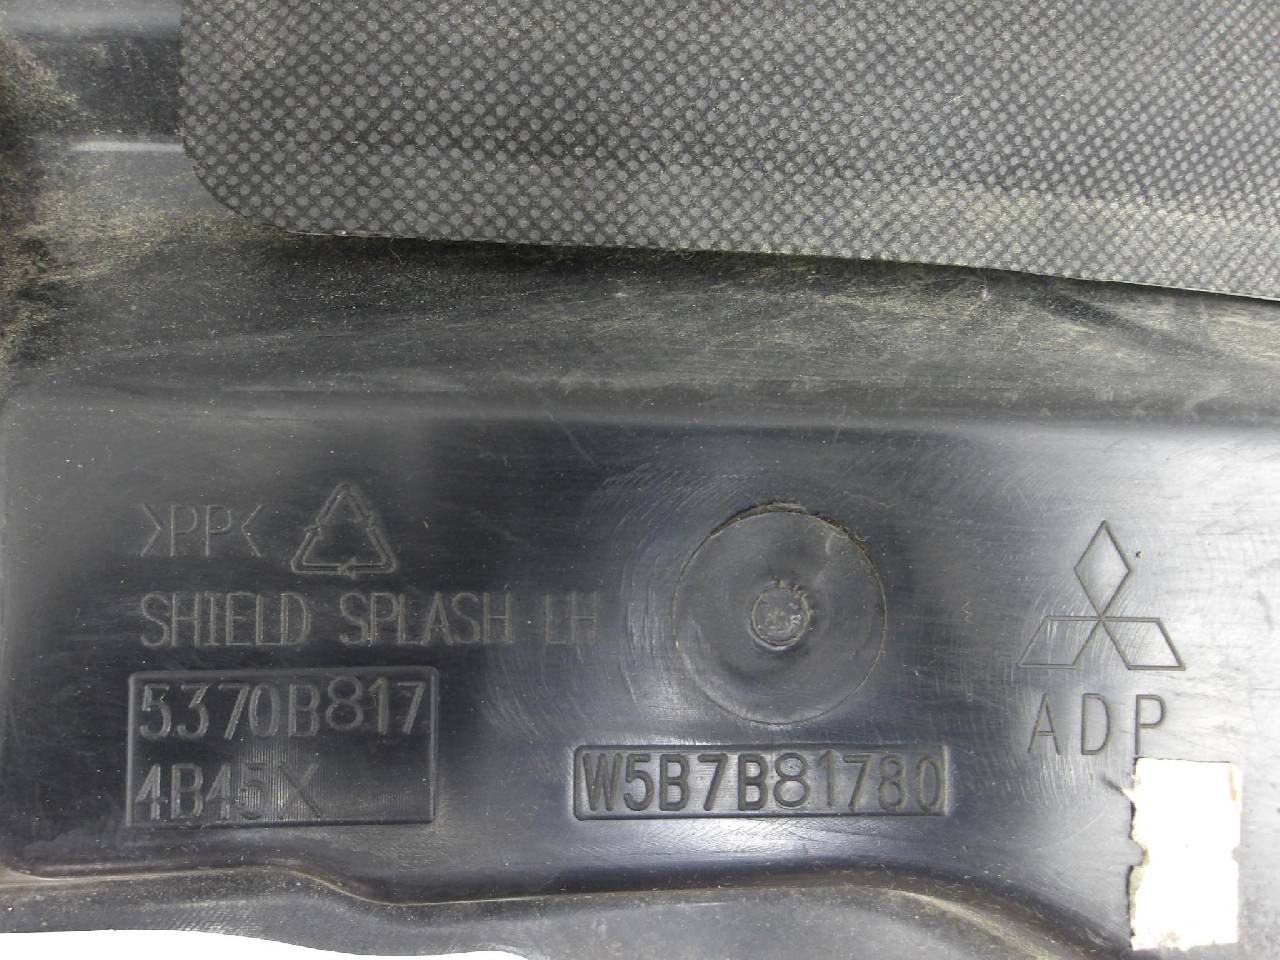 >PP<
SHIELD SPLASH LH
5370B817
4B45X
W5B7B81780
ADP